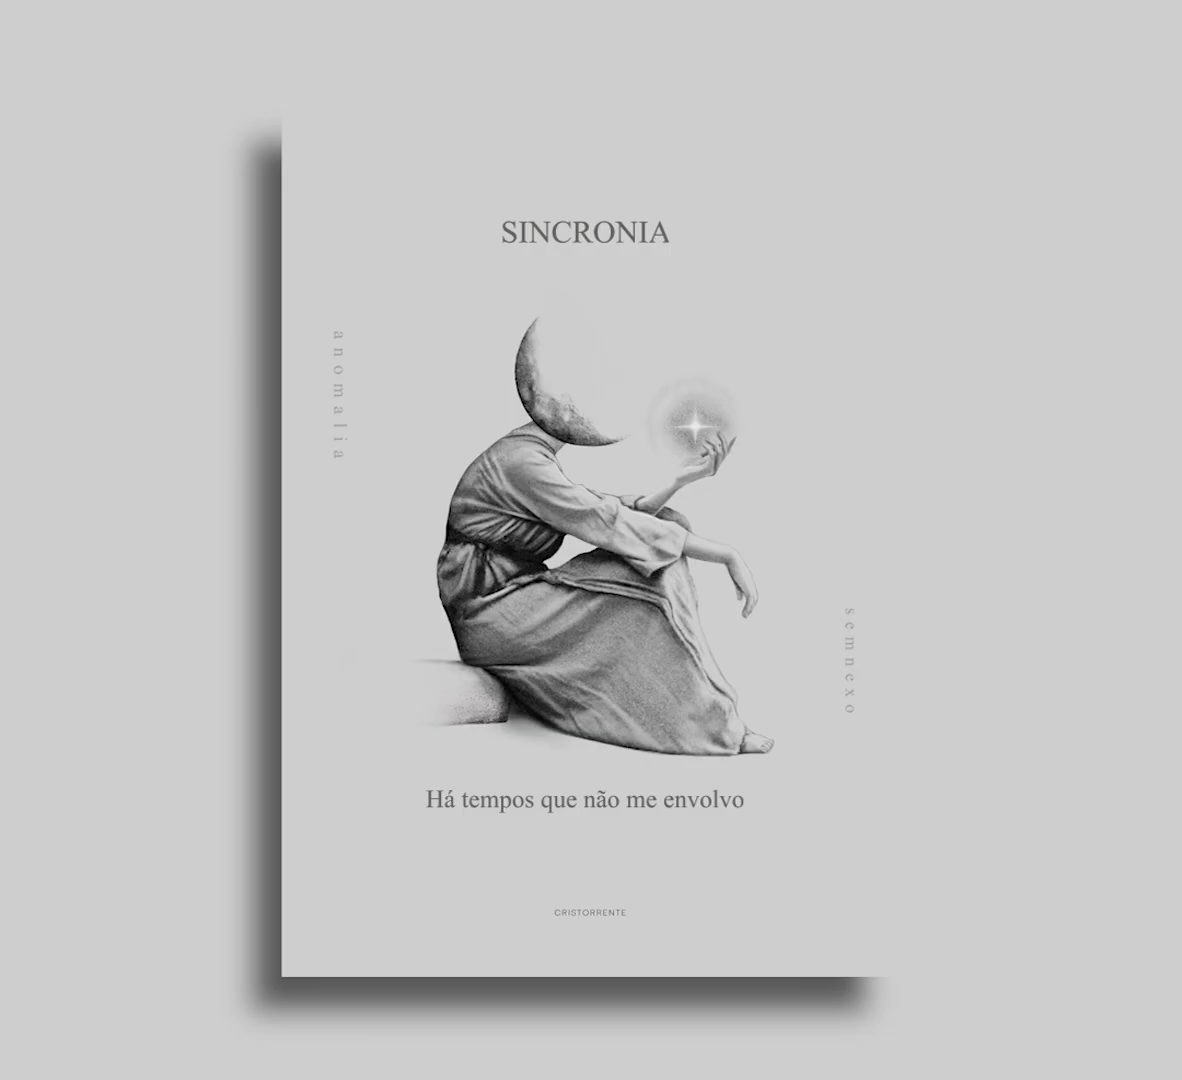 SINCRONIA
anomalia
semnexo
Há tempos que não me envolvo
CRISTORRENTE